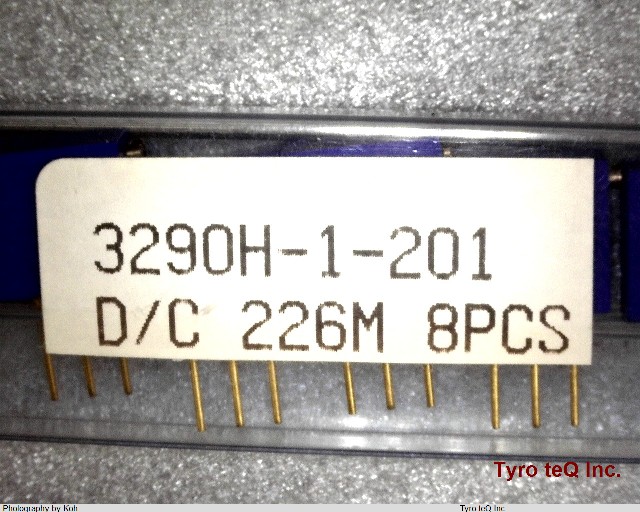 3290H-1-201
D/C 226M 8PCS
Tyro teQ Inc.
Photography by Koh Tyro teQ Inc